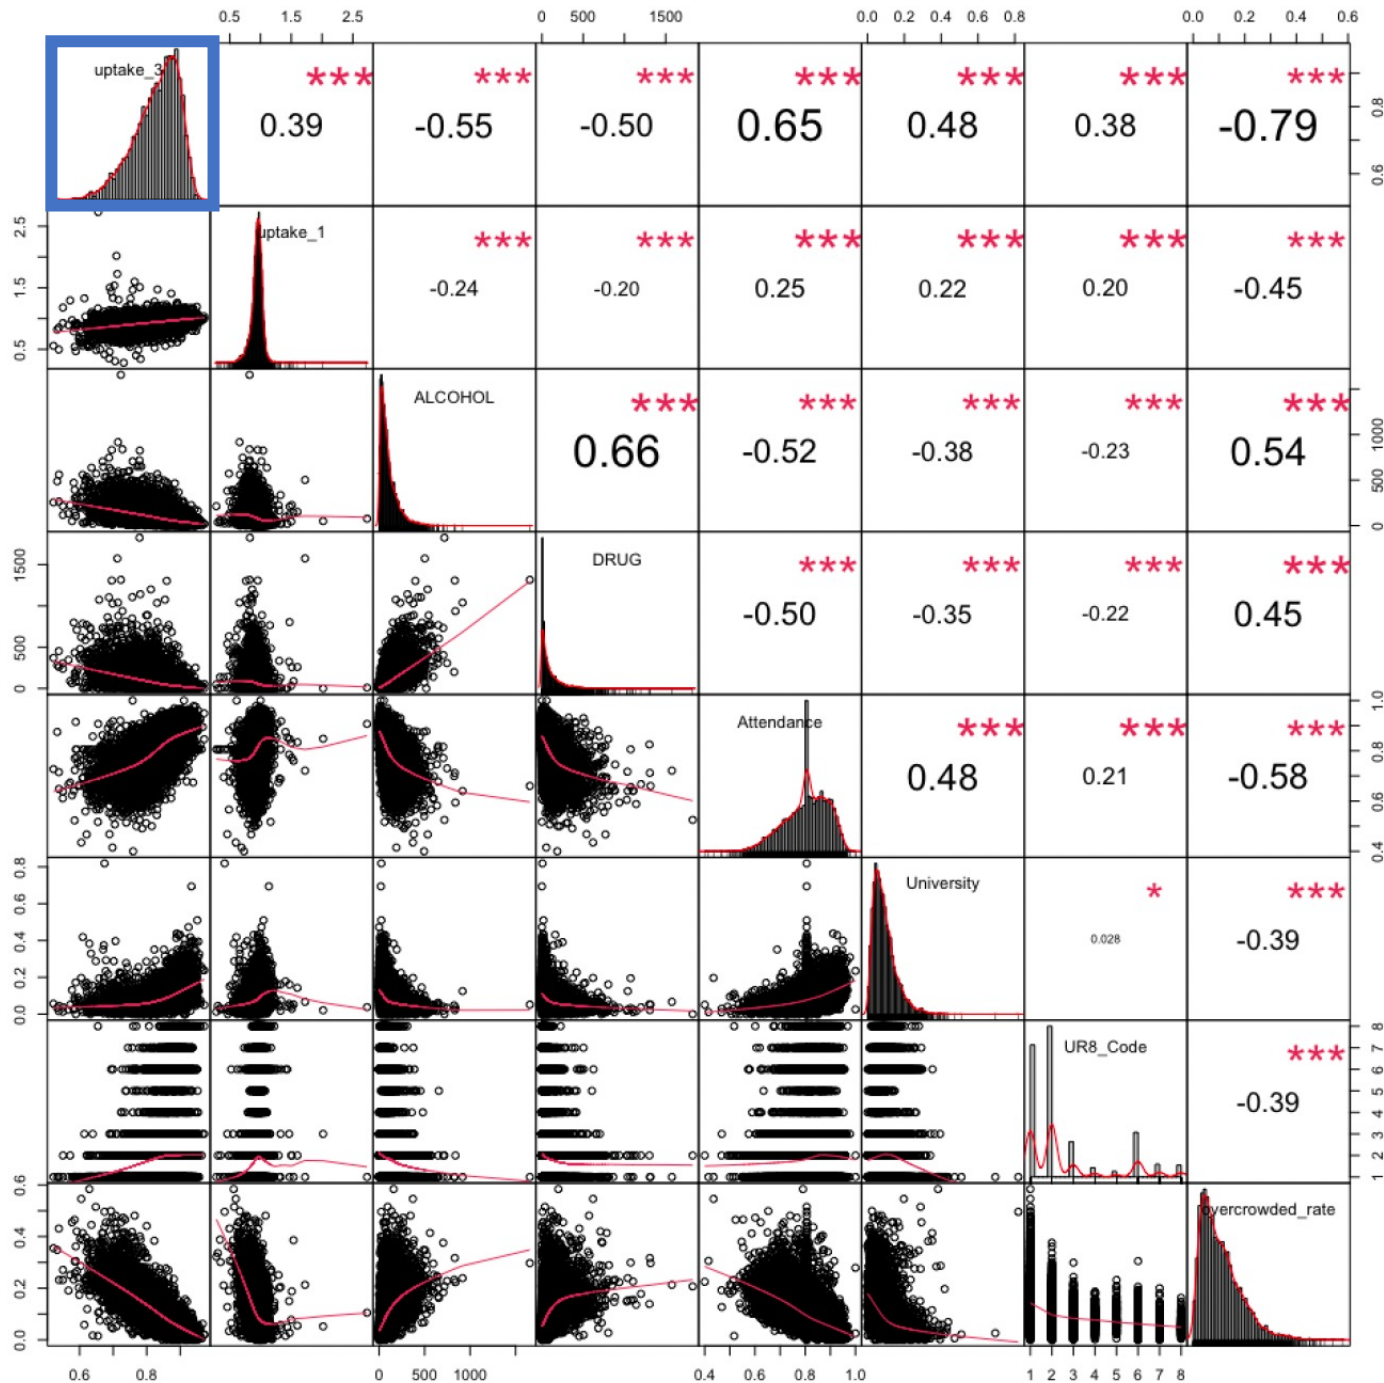 0.5 1.5 2.5 0 500 1500 0.0 0.2 0.4 0.6 0.8 0.0 0.2 0.4 0.6
uptake_3 *** *** *** *** *** *** ***
0.39 -0.55 -0.50 0.65 0.48 0.38 -0.79
0.6 0.8
uptake_1 *** *** *** *** *** ***
-0.24 -0.20 0.25 0.22 0.20 -0.45
0.5 1.5 2.5
ALCOHOL *** *** *** *** ***
0.66 -0.52 -0.38 -0.23 0.54
0 500 1000
DRUG *** *** *** ***
-0.50 -0.35 -0.22 0.45
0 500 1500
Attendance *** *** ***
0.48 0.21 -0.58
0.4 0.6 0.8 1.0
University * ***
0.028 -0.39
0.0 0.2 0.4 0.6 0.8
UR8_Code ***
-0.39
1 2 3 4 5 6 7 8
overcrowded_rate
0.0 0.2 0.4 0.6
0.6 0.8 0 500 1000 0.4 0.6 0.8 1.0 1 2 3 4 5 6 7 8